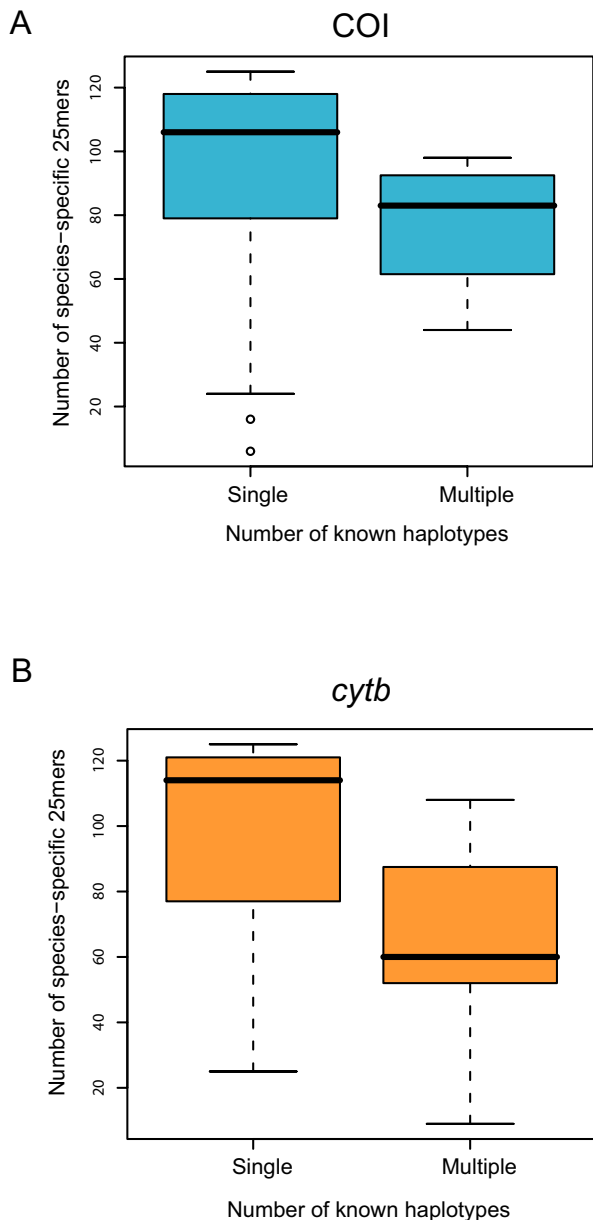 A
COI
Number of species−specific 25mers
120
100
80
60
40
20
Single Multiple
Number of known haplotypes
B
cytb
Number of species−specific 25mers
120
100
80
60
40
20
Single Multiple
Number of known haplotypes